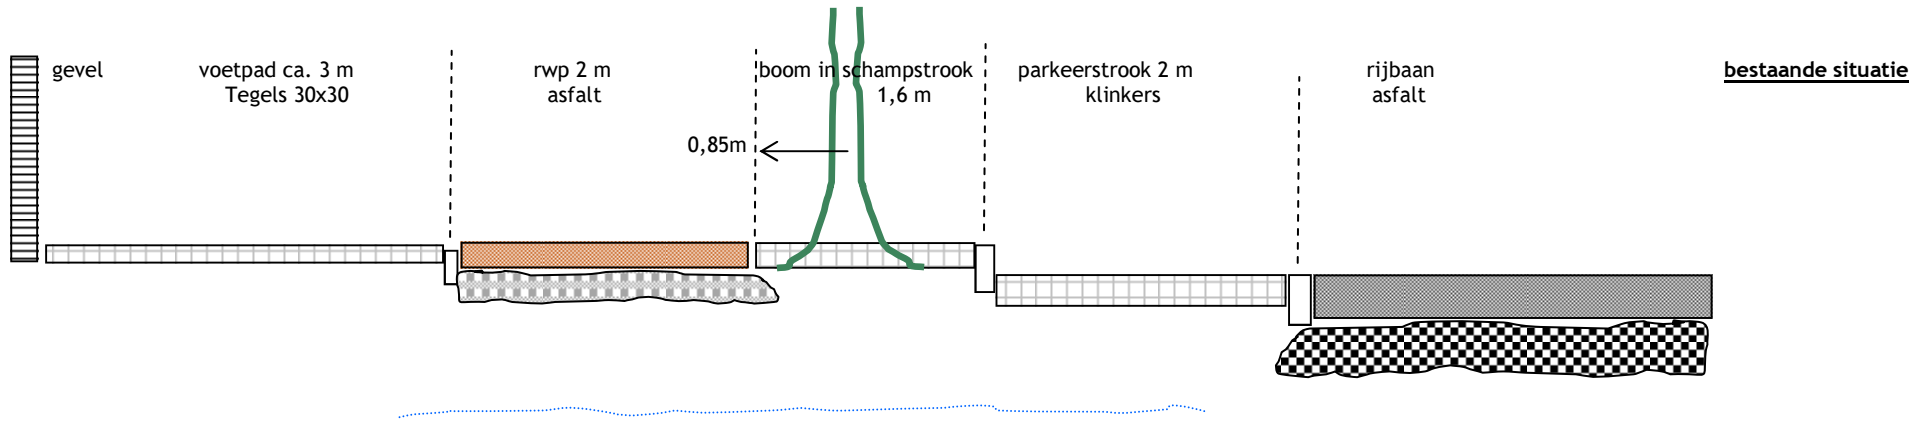 gevel
voetpad ca. 3 m
Tegels 30x30
rwp 2 m
asfalt
boom in schampstrook
1,6 m
parkeerstrook 2 m
klinkers
rijbaan
asfalt
bestaande situatie
0,85m